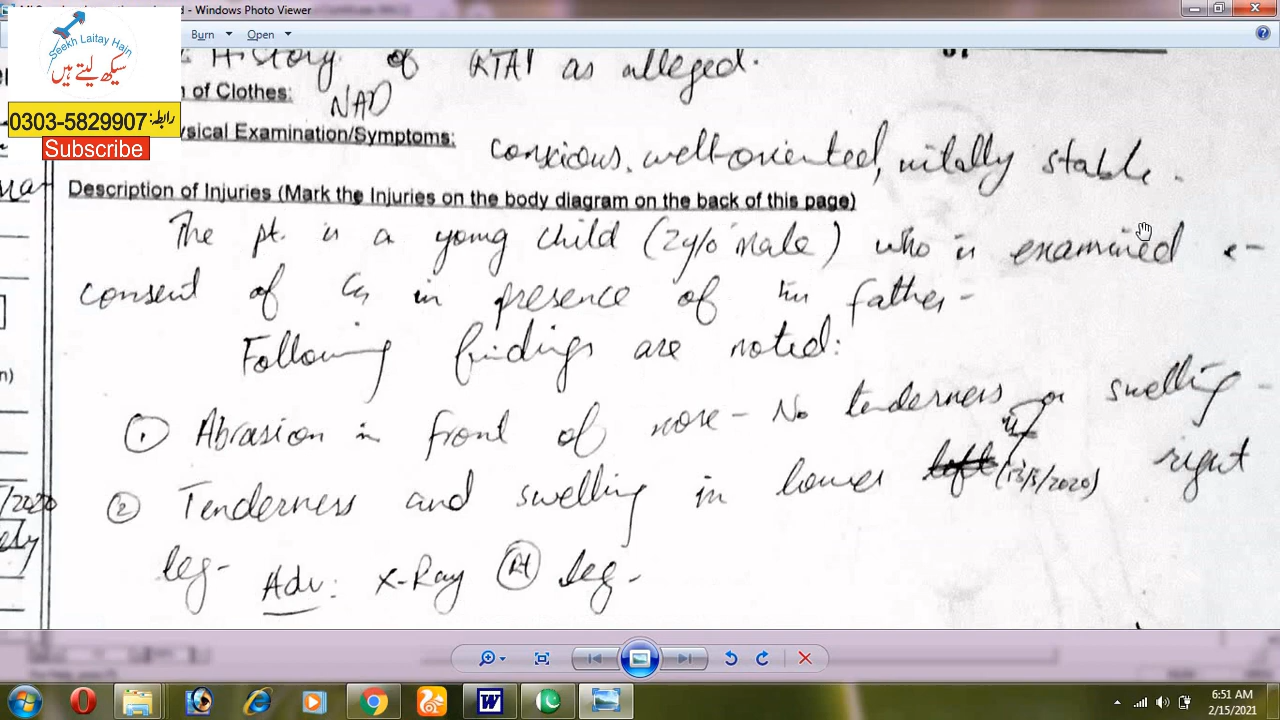 - Windows Photo Viewer
Burn Open
Seekh Laitay Hain
سیکھ لیتے ہیں
History of RTA as alleged.
n of Clothes: NAD
0303-5829907 رابطہ:
ysical Examination/Symptoms: conscious, well-oriented, vitally stable.
Subscribe
Description of Injuries (Mark the Injuries on the body diagram on the back of this page)
The pt. is a young child (2y/o male) who is examined
consent of in presence of his father -
Following findings are noted:
① Abrasion in front of nose - No tenderness or swelling -
② Tenderness and swelling in lower left (12/5/2020) right
leg - Adv: X-Ray (Rt) leg -
n)
/2020
6:51 AM
2/15/2021